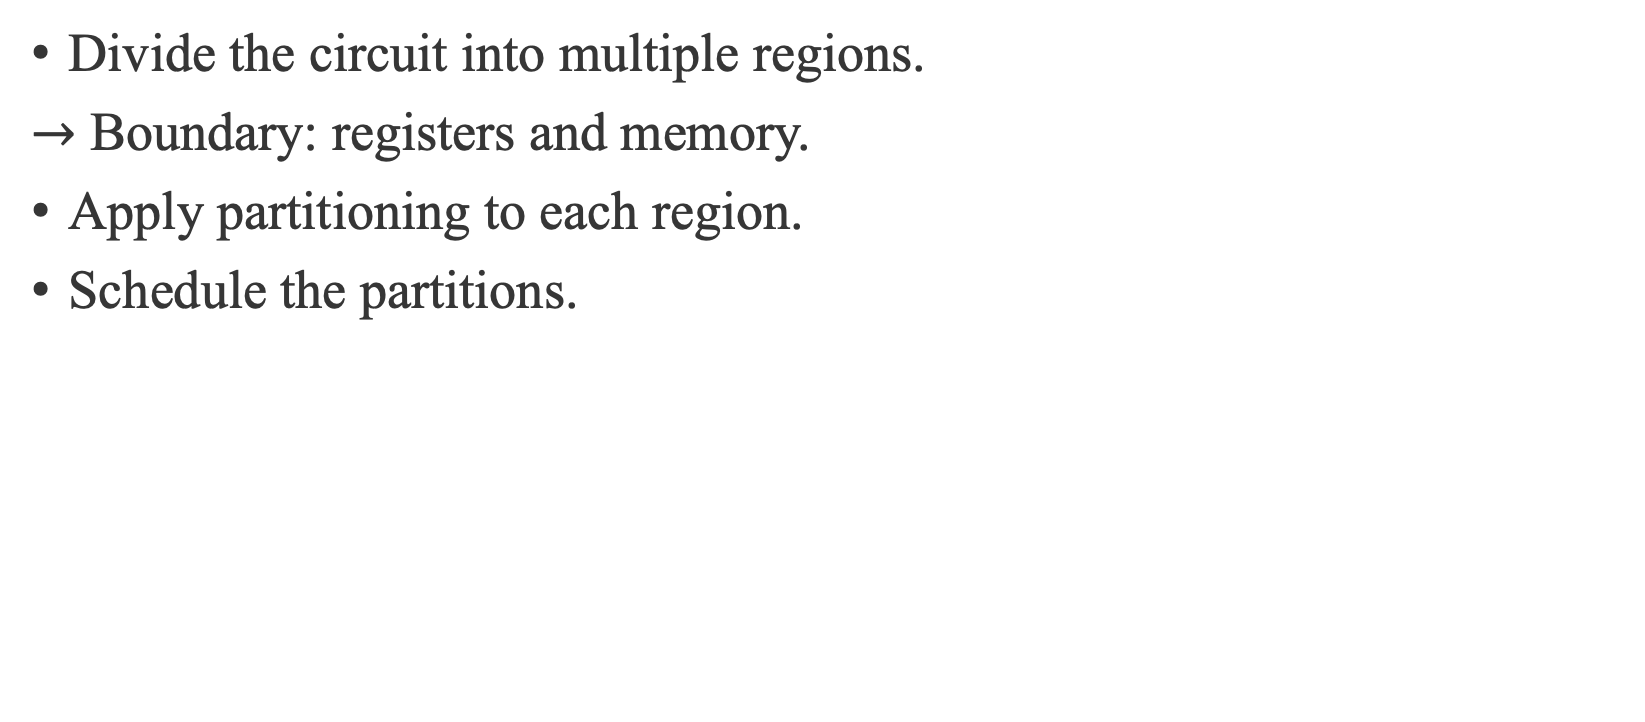 • Divide the circuit into multiple regions.
→ Boundary: registers and memory.
• Apply partitioning to each region.
• Schedule the partitions.